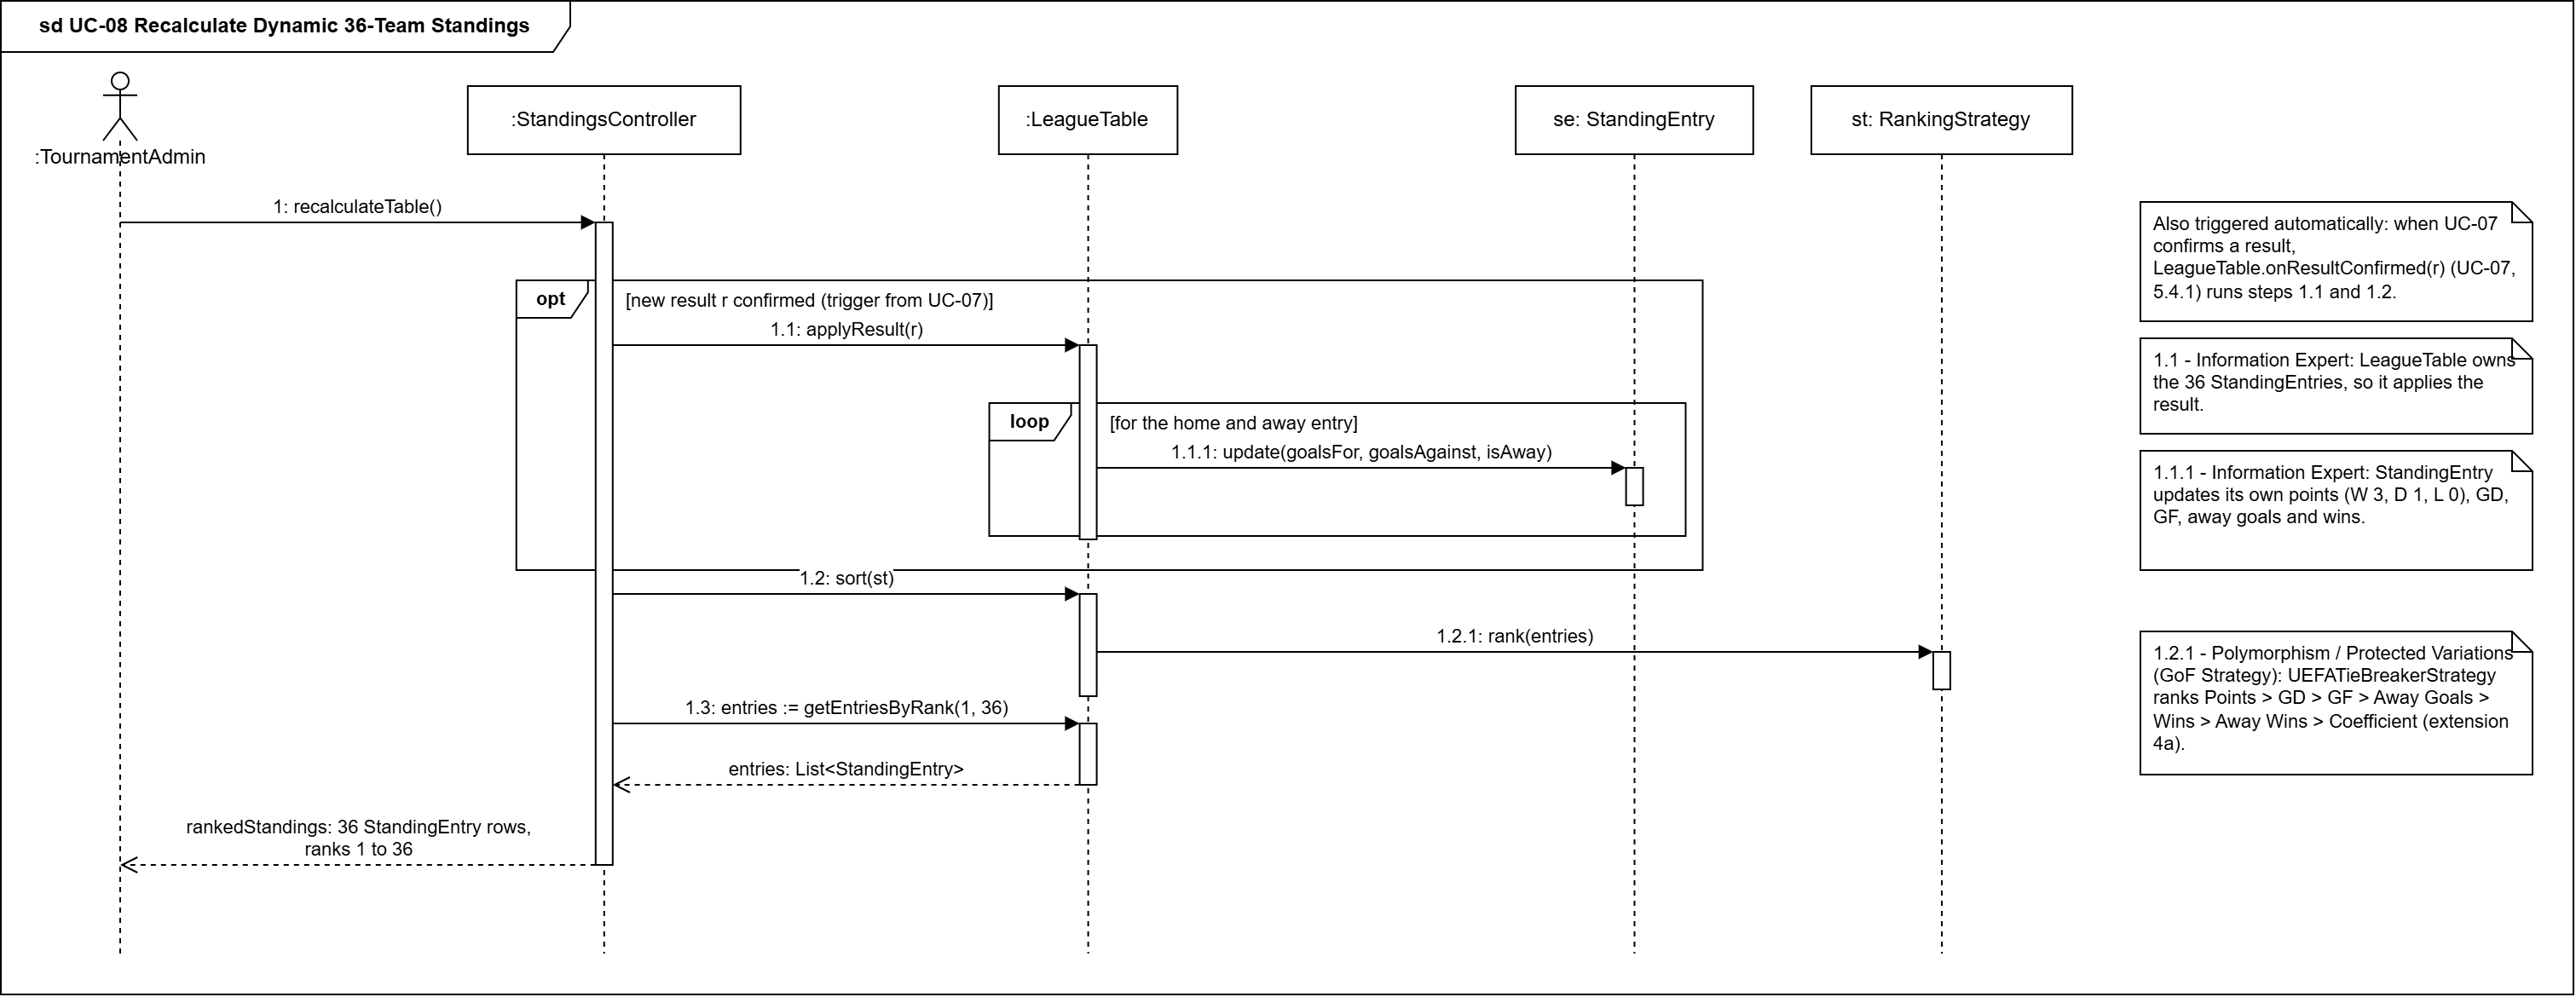 sd UC-08 Recalculate Dynamic 36-Team Standings
:TournamentAdmin
:StandingsController
:LeagueTable
se: StandingEntry
st: RankingStrategy
1: recalculateTable()
opt
[new result r confirmed (trigger from UC-07)]
1.1: applyResult(r)
loop
[for the home and away entry]
1.1.1: update(goalsFor, goalsAgainst, isAway)
1.2: sort(st)
1.2.1: rank(entries)
1.3: entries := getEntriesByRank(1, 36)
entries: List<StandingEntry>
rankedStandings: 36 StandingEntry rows,
ranks 1 to 36
Also triggered automatically: when UC-07
confirms a result,
LeagueTable.onResultConfirmed(r) (UC-07,
5.4.1) runs steps 1.1 and 1.2.
1.1 - Information Expert: LeagueTable owns
the 36 StandingEntries, so it applies the
result.
1.1.1 - Information Expert: StandingEntry
updates its own points (W 3, D 1, L 0), GD,
GF, away goals and wins.
1.2.1 - Polymorphism / Protected Variations
(GoF Strategy): UEFATieBreakerStrategy
ranks Points > GD > GF > Away Goals >
Wins > Away Wins > Coefficient (extension
4a).